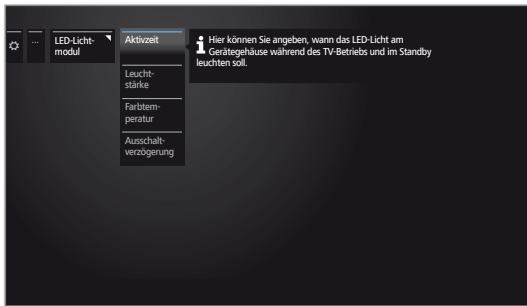 ...
LED-Licht-
modul
Aktivzeit
Leucht-
stärke
Farbtem-
peratur
Ausschalt-
verzögerung
Hier können Sie angeben, wann das LED-Licht am
Gerätegehäuse während des TV-Betriebs und im Standby
leuchten soll.